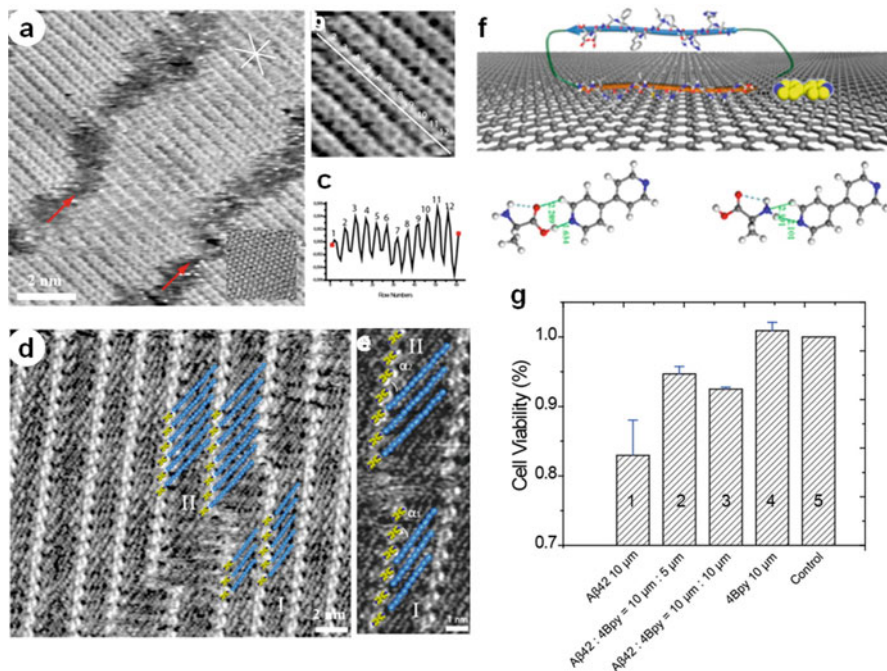 a
2 nm
b
c
1 2 3 4 5 6 7 8 9 10 11 12
Row Numbers
d
II
I
2 nm
e
II
α
α
I
1 nm
f
g
Cell Viability (%)
1.0
0.9
0.8
0.7
1
2
3
4
5
Aβ42 10 μm
Aβ42 : 4Bpy = 10 μm : 5 μm
Aβ42 : 4Bpy = 10 μm : 10 μm
4Bpy 10 μm
Control